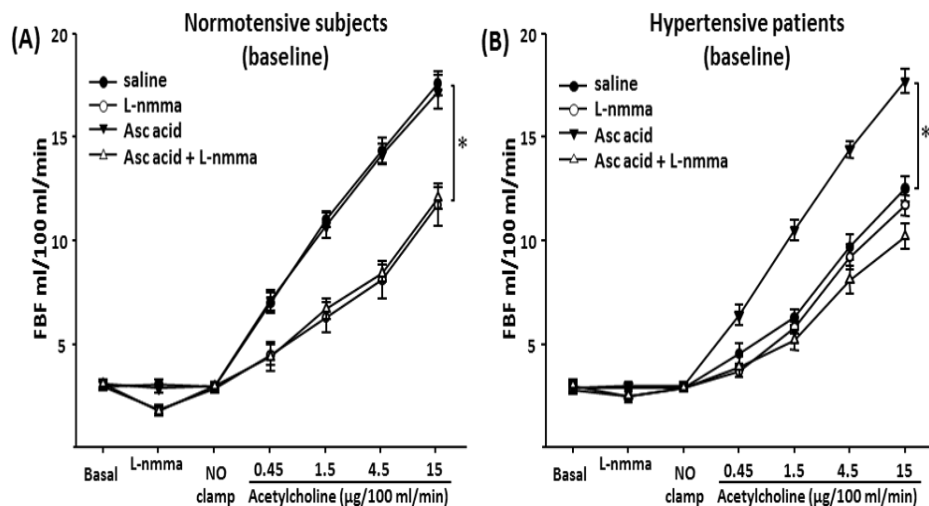 (A)
Normotensive subjects
(baseline)
20
15
10
5
FBF ml/100 ml/min
saline
L-nmma
Asc acid
Asc acid + L-nmma
*
Basal
L-nmma
NO
clamp
0.45 1.5 4.5 15
Acetylcholine (µg/100 ml/min)
(B)
Hypertensive patients
(baseline)
20
15
10
5
FBF ml/100 ml/min
saline
L-nmma
Asc acid
Asc acid + L-nmma
*
Basal
L-nmma
NO
clamp
0.45 1.5 4.5 15
Acetylcholine (µg/100 ml/min)